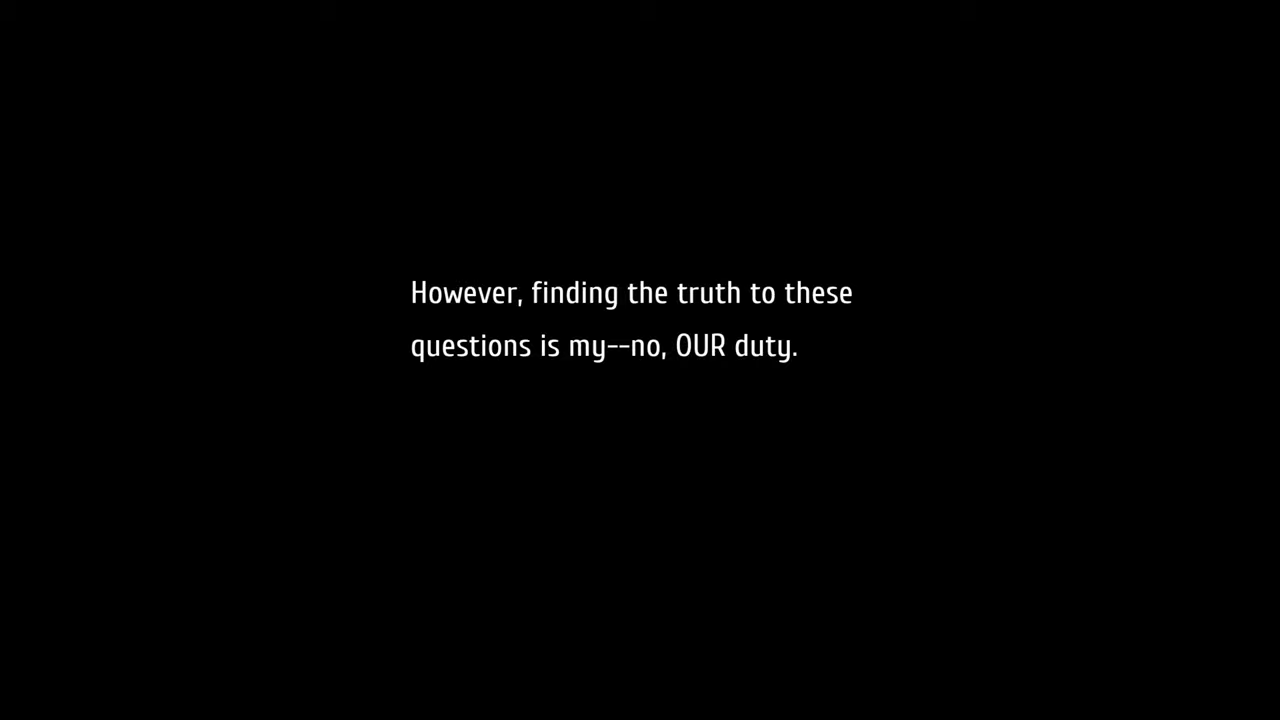 However, finding the truth to these
questions is my--no, OUR duty.